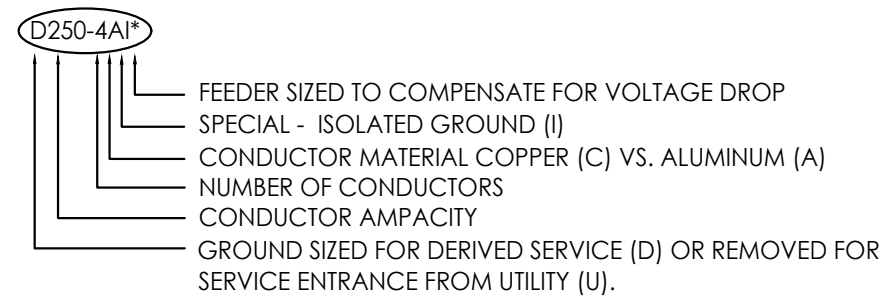 D250-4AI*
FEEDER SIZED TO COMPENSATE FOR VOLTAGE DROP
SPECIAL - ISOLATED GROUND (I)
CONDUCTOR MATERIAL COPPER (C) VS. ALUMINUM (A)
NUMBER OF CONDUCTORS
CONDUCTOR AMPACITY
GROUND SIZED FOR DERIVED SERVICE (D) OR REMOVED FOR
SERVICE ENTRANCE FROM UTILITY (U).